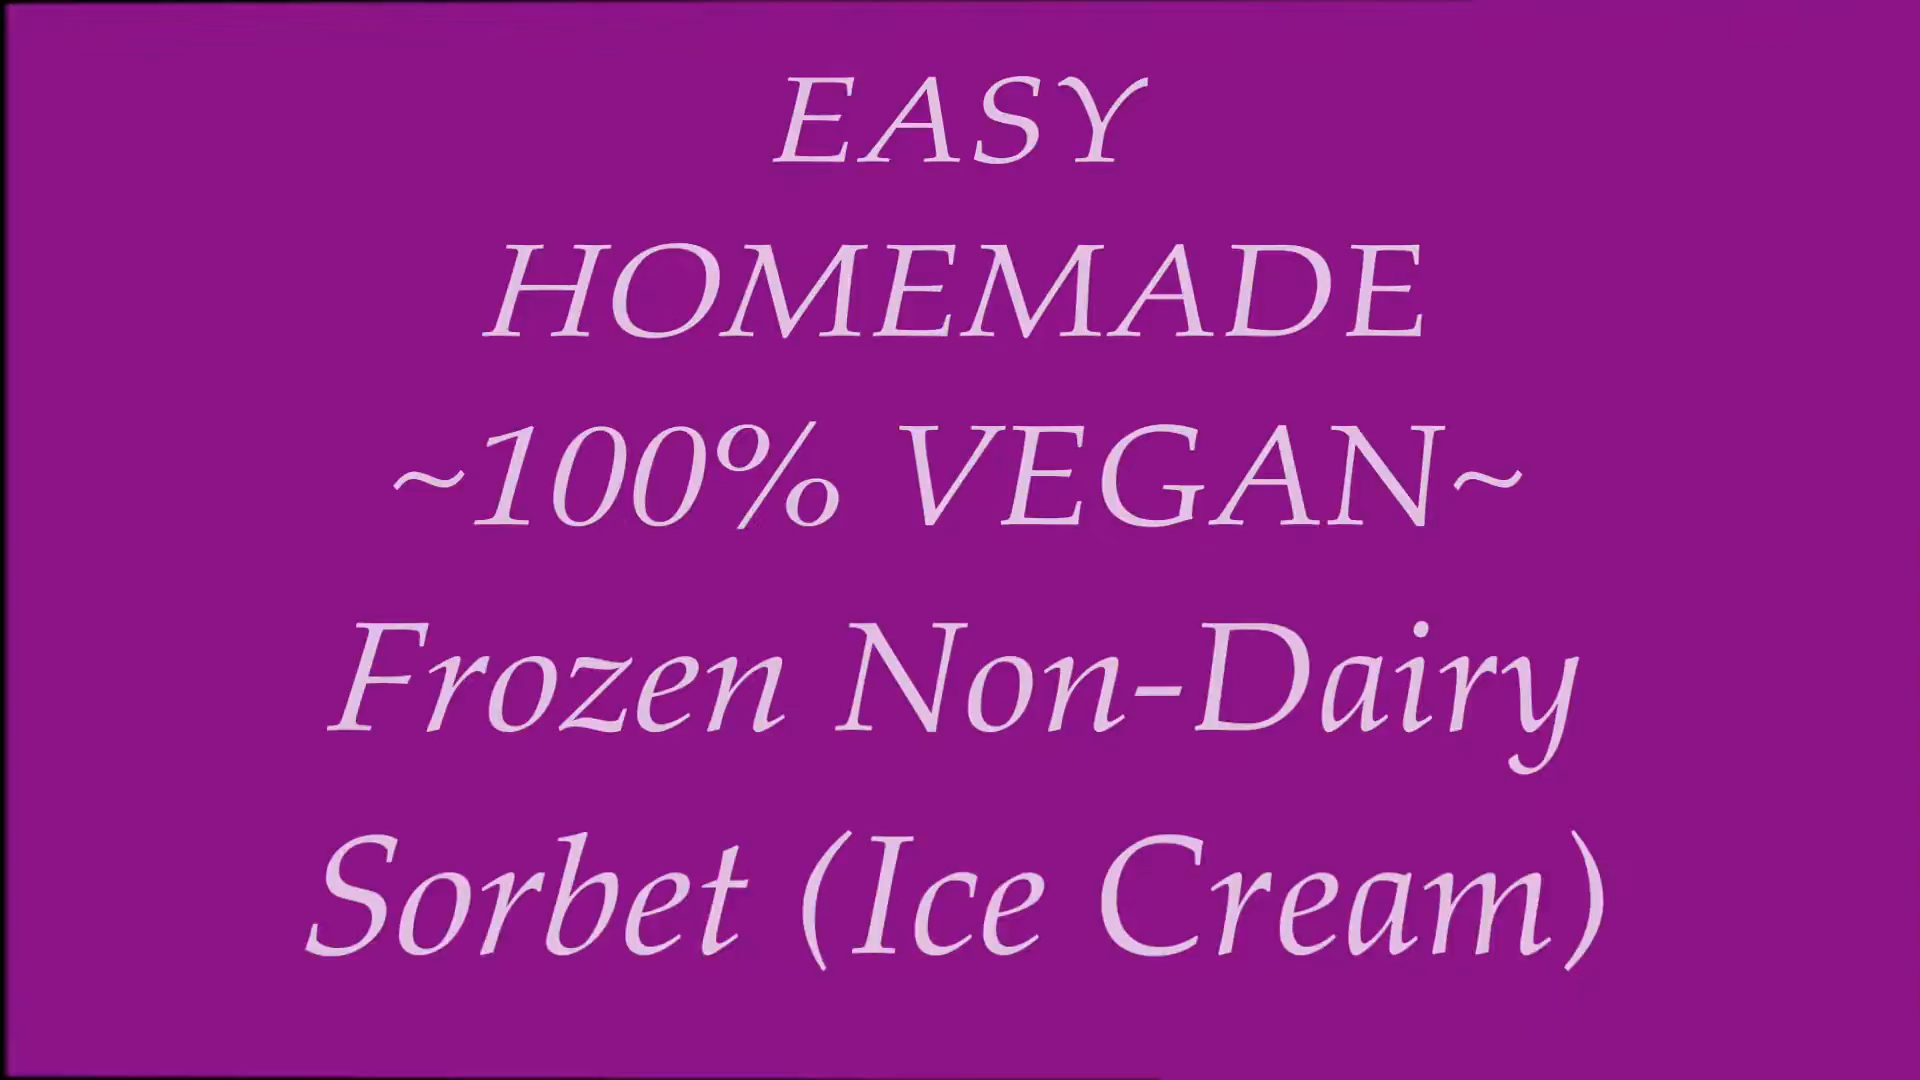 EASY
HOMEMADE
~100% VEGAN~
Frozen Non-Dairy
Sorbet (Ice Cream)